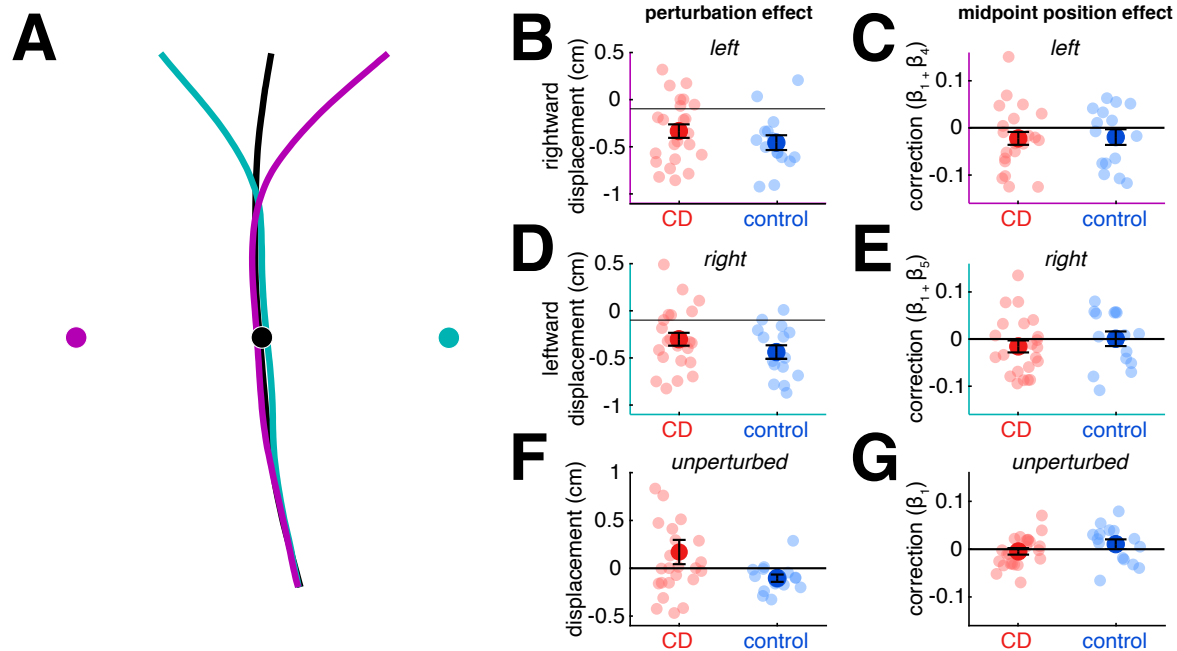 A
perturbation effect
midpoint position effect
B
left
rightward
displacement (cm)
0.5
0
-0.5
-1
CD
control
C
left
correction (β1+ β4)
0.1
0
-0.1
CD
control
D
right
leftward
displacement (cm)
0.5
0
-0.5
-1
CD
control
E
right
correction (β1+ β5)
0.1
0
-0.1
CD
control
F
unperturbed
displacement (cm)
1
0.5
0
-0.5
CD
control
G
unperturbed
correction (β1)
0.1
0
-0.1
CD
control